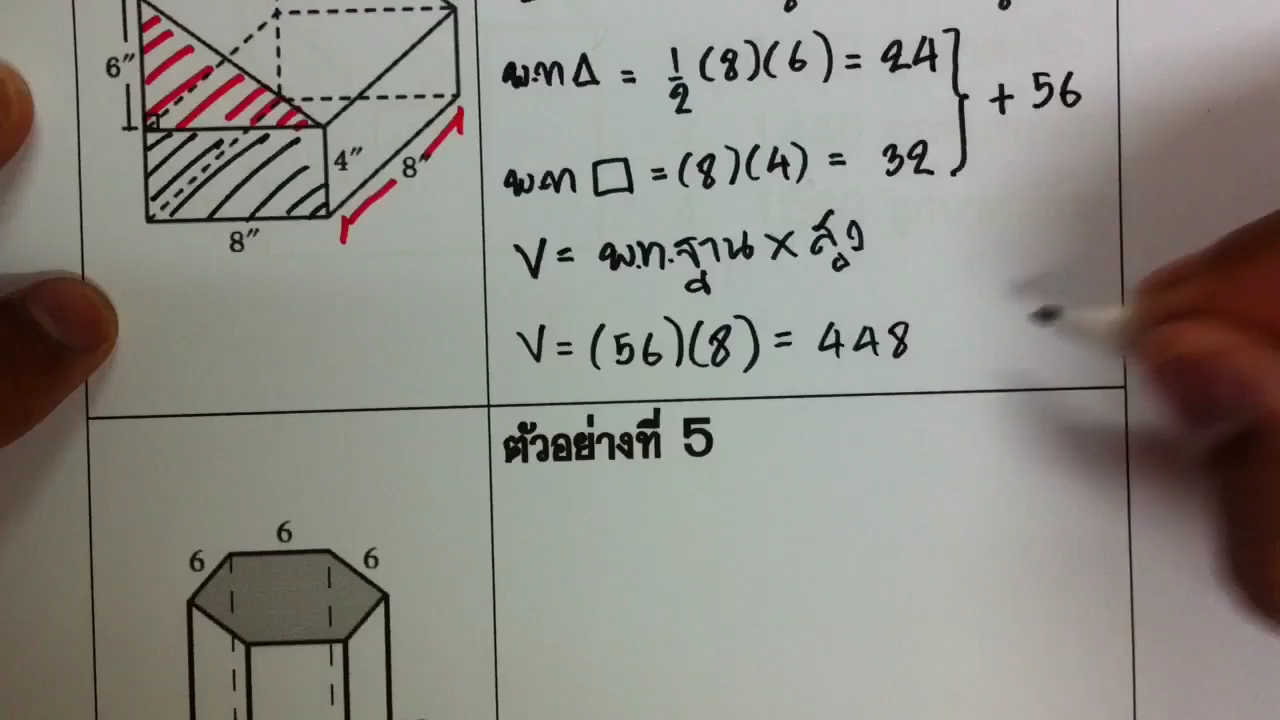 6″
4″
8″
8″
พ.ท △ = 1/2 (8)(6) = 24
+ 56
พ.ท □ = (8)(4) = 32
V = พ.ท.ฐาน × สูง
V = (56)(8) = 448
ตัวอย่างที่ 5
6
6
6